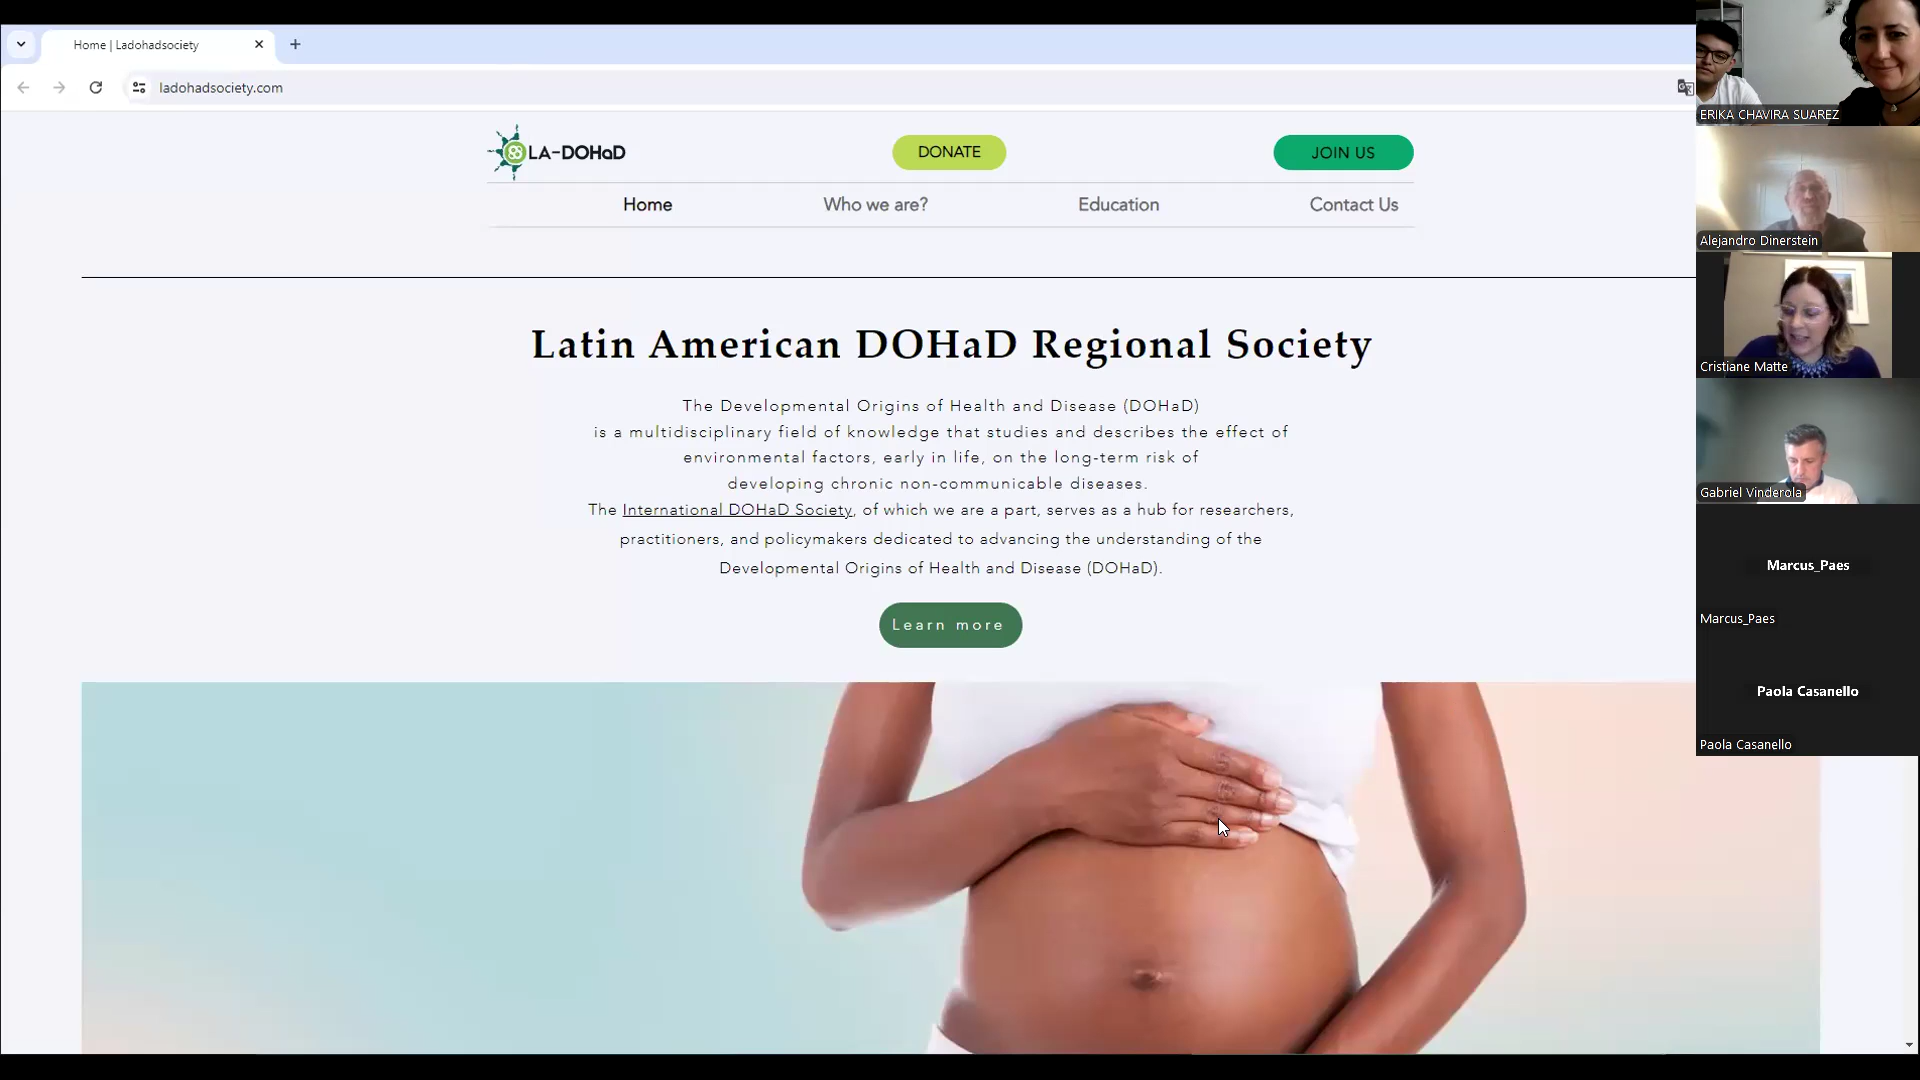 Home | Ladohadsociety
ladohadsociety.com
LA-DOHaD
DONATE
JOIN US
Home
Who we are?
Education
Contact Us
Latin American DOHaD Regional Society
The Developmental Origins of Health and Disease (DOHaD)
is a multidisciplinary field of knowledge that studies and describes the effect of
environmental factors, early in life, on the long-term risk of
developing chronic non-communicable diseases.
The International DOHaD Society, of which we are a part, serves as a hub for researchers,
practitioners, and policymakers dedicated to advancing the understanding of the
Developmental Origins of Health and Disease (DOHaD).
Learn more
ERIKA CHAVIRA SUAREZ
Alejandro Dinerstein
Cristiane Matte
Gabriel Vinderola
Marcus_Paes
Marcus_Paes
Paola Casanello
Paola Casanello